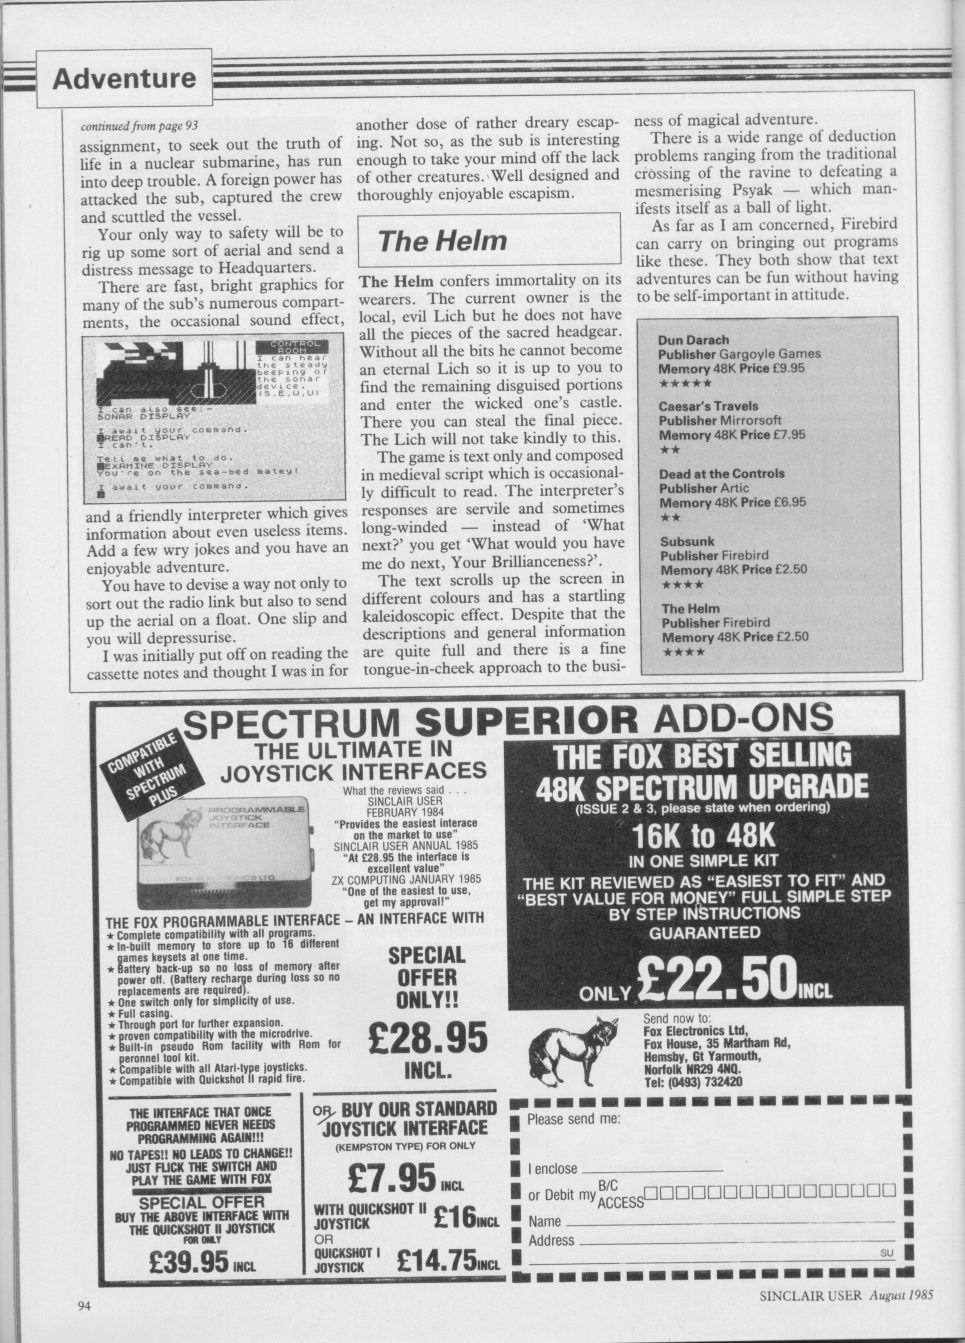 Adventure
continued from page 93
assignment, to seek out the truth of
life in a nuclear submarine, has run
into deep trouble. A foreign power has
attacked the sub, captured the crew
and scuttled the vessel.
Your only way to safety will be to
rig up some sort of aerial and send a
distress message to Headquarters.
There are fast, bright graphics for
many of the sub's numerous compart-
ments, the occasional sound effect,
CONTROL
ROOM
I can hear
the steady
beeping of
the sonar
device.
(S,E,U,U)
I can also see:-
SONAR DISPLAY
I await your command.
READ DISPLAY
I can't.
Tell me what to do.
EXAMINE DISPLAY
You're on the sea-bed matey!
I await your command.
and a friendly interpreter which gives
information about even useless items.
Add a few wry jokes and you have an
enjoyable adventure.
You have to devise a way not only to
sort out the radio link but also to send
up the aerial on a float. One slip and
you will depressurise.
I was initially put off on reading the
cassette notes and thought I was in for
another dose of rather dreary escap-
ing. Not so, as the sub is interesting
enough to take your mind off the lack
of other creatures. Well designed and
thoroughly enjoyable escapism.
The Helm
The Helm confers immortality on its
wearers. The current owner is the
local, evil Lich but he does not have
all the pieces of the sacred headgear.
Without all the bits he cannot become
an eternal Lich so it is up to you to
find the remaining disguised portions
and enter the wicked one's castle.
There you can steal the final piece.
The Lich will not take kindly to this.
The game is text only and composed
in medieval script which is occasional-
ly difficult to read. The interpreter's
responses are servile and sometimes
long-winded — instead of 'What
next?' you get 'What would you have
me do next, Your Brillianceness?'.
The text scrolls up the screen in
different colours and has a startling
kaleidoscopic effect. Despite that the
descriptions and general information
are quite full and there is a fine
tongue-in-cheek approach to the busi-
ness of magical adventure.
There is a wide range of deduction
problems ranging from the traditional
crossing of the ravine to defeating a
mesmerising Psyak — which man-
ifests itself as a ball of light.
As far as I am concerned, Firebird
can carry on bringing out programs
like these. They both show that text
adventures can be fun without having
to be self-important in attitude.
Dun Darach
Publisher Gargoyle Games
Memory 48K Price £9.95
★★★★★
Caesar's Travels
Publisher Mirrorsoft
Memory 48K Price £7.95
★★
Dead at the Controls
Publisher Artic
Memory 48K Price £6.95
★★
Subsunk
Publisher Firebird
Memory 48K Price £2.50
★★★★
The Helm
Publisher Firebird
Memory 48K Price £2.50
★★★★
SPECTRUM SUPERIOR ADD-ONS
COMPATIBLE
WITH
SPECTRUM
PLUS
THE ULTIMATE IN
JOYSTICK INTERFACES
PROGRAMMABLE
JOYSTICK
INTERFACE
FOX ELECTRONICS LTD
What the reviews said . . .
SINCLAIR USER
FEBRUARY 1984
"Provides the easiest interace
on the market to use"
SINCLAIR USER ANNUAL 1985
"At £28.95 the interface is
excellent value"
ZX COMPUTING JANUARY 1985
"One of the easiest to use,
get my approval!"
THE FOX PROGRAMMABLE INTERFACE – AN INTERFACE WITH
★ Complete compatibility with all programs.
★ In-built memory to store up to 16 different
games keysets at one time.
★ Battery back-up so no loss of memory after
power off. (Battery recharge during loss so no
replacements are required).
★ One switch only for simplicity of use.
★ Full casing.
★ Through port for further expansion.
★ proven compatibility with the microdrive.
★ Built-in pseudo Rom facility with Rom for
peronnel tool kit.
★ Compatible with all Atari-type joysticks.
★ Compatible with Quickshot II rapid fire.
SPECIAL
OFFER
ONLY!!
£28.95
INCL.
THE INTERFACE THAT ONCE
PROGRAMMED NEVER NEEDS
PROGRAMMING AGAIN!!!
NO TAPES!! NO LEADS TO CHANGE!!
JUST FLICK THE SWITCH AND
PLAY THE GAME WITH FOX
SPECIAL OFFER
BUY THE ABOVE INTERFACE WITH
THE QUICKSHOT II JOYSTICK
FOR ONLY
£39.95 INCL
OR BUY OUR STANDARD
JOYSTICK INTERFACE
(KEMPSTON TYPE) FOR ONLY
£7.95 INCL
WITH QUICKSHOT II
JOYSTICK £16 INCL
OR
QUICKSHOT I
JOYSTICK £14.75 INCL
THE FOX BEST SELLING
48K SPECTRUM UPGRADE
(ISSUE 2 & 3, please state when ordering)
16K to 48K
IN ONE SIMPLE KIT
THE KIT REVIEWED AS "EASIEST TO FIT" AND
"BEST VALUE FOR MONEY" FULL SIMPLE STEP
BY STEP INSTRUCTIONS
GUARANTEED
ONLY £22.50 INCL
Send now to:
Fox Electronics Ltd,
Fox House, 35 Martham Rd,
Hemsby, Gt Yarmouth,
Norfolk NR29 4NQ.
Tel: (0493) 732420
Please send me:
I enclose
or Debit my B/C
ACCESS
Name
Address
SU
94
SINCLAIR USER August 1985